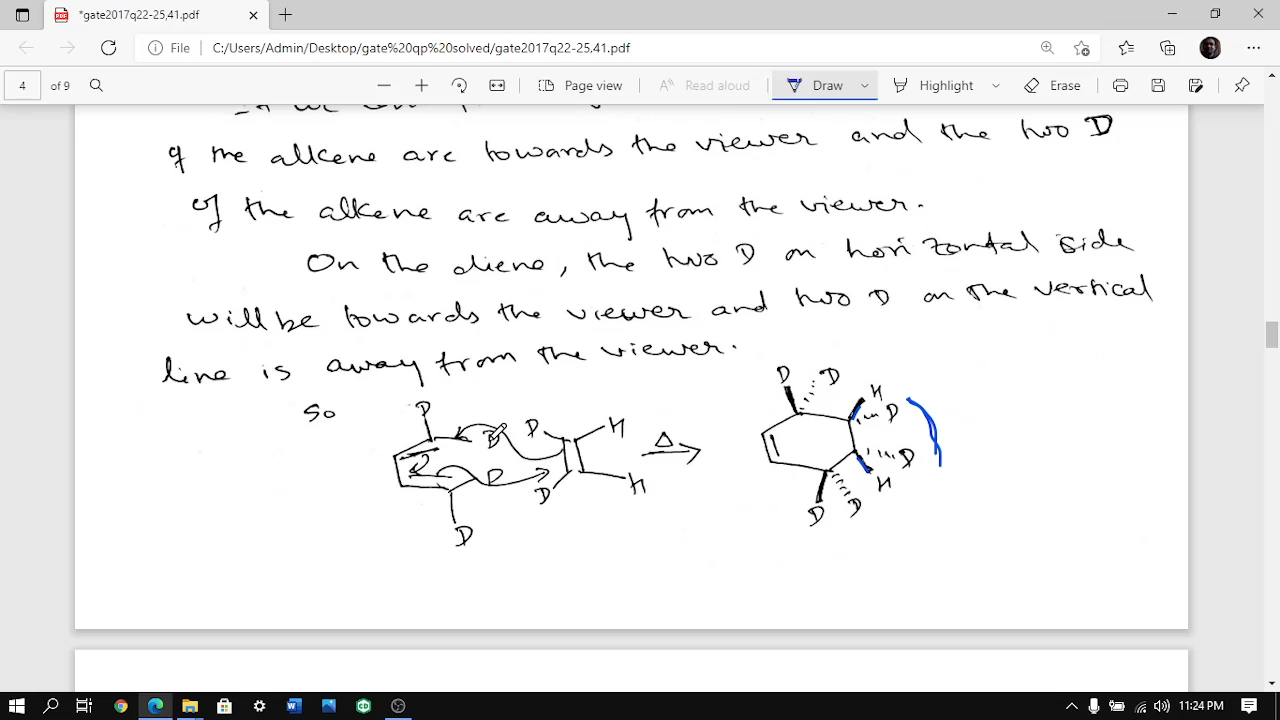 *gate2017q22-25,41.pdf
File C:/Users/Admin/Desktop/gate%20qp%20solved/gate2017q22-25,41.pdf
4 of 9 Page view Read aloud Draw Highlight Erase
of the alkene are towards the viewer and the two D
of the alkene are away from the viewer.
On the diene, the two D on horizontal side
will be towards the viewer and two D on the vertical
line is away from the viewer.
So
D D D H Δ D D H
D D D H D
D D D H
11:24 PM